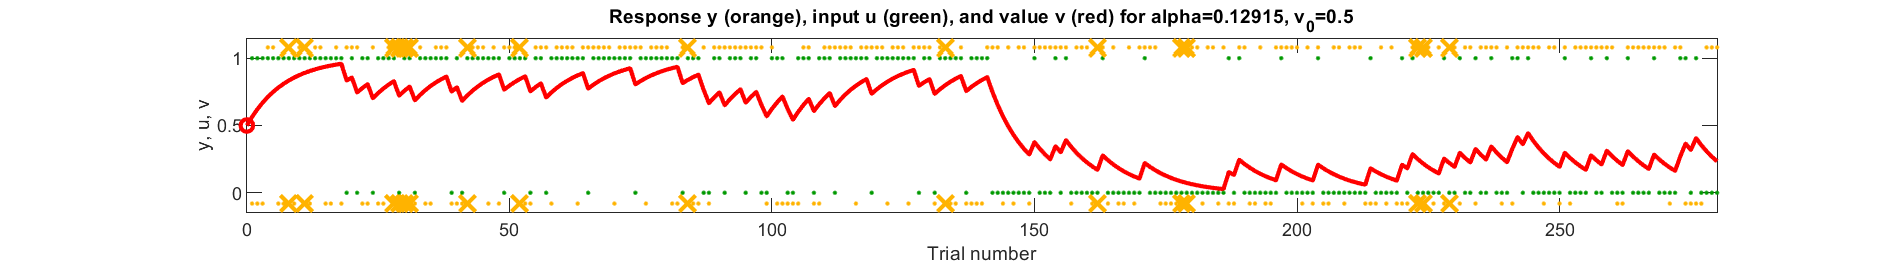 Response y (orange), input u (green), and value v (red) for alpha=0.12915, v0=0.5
y, u, v
1
0.5
0
0 50 100 150 200 250
Trial number